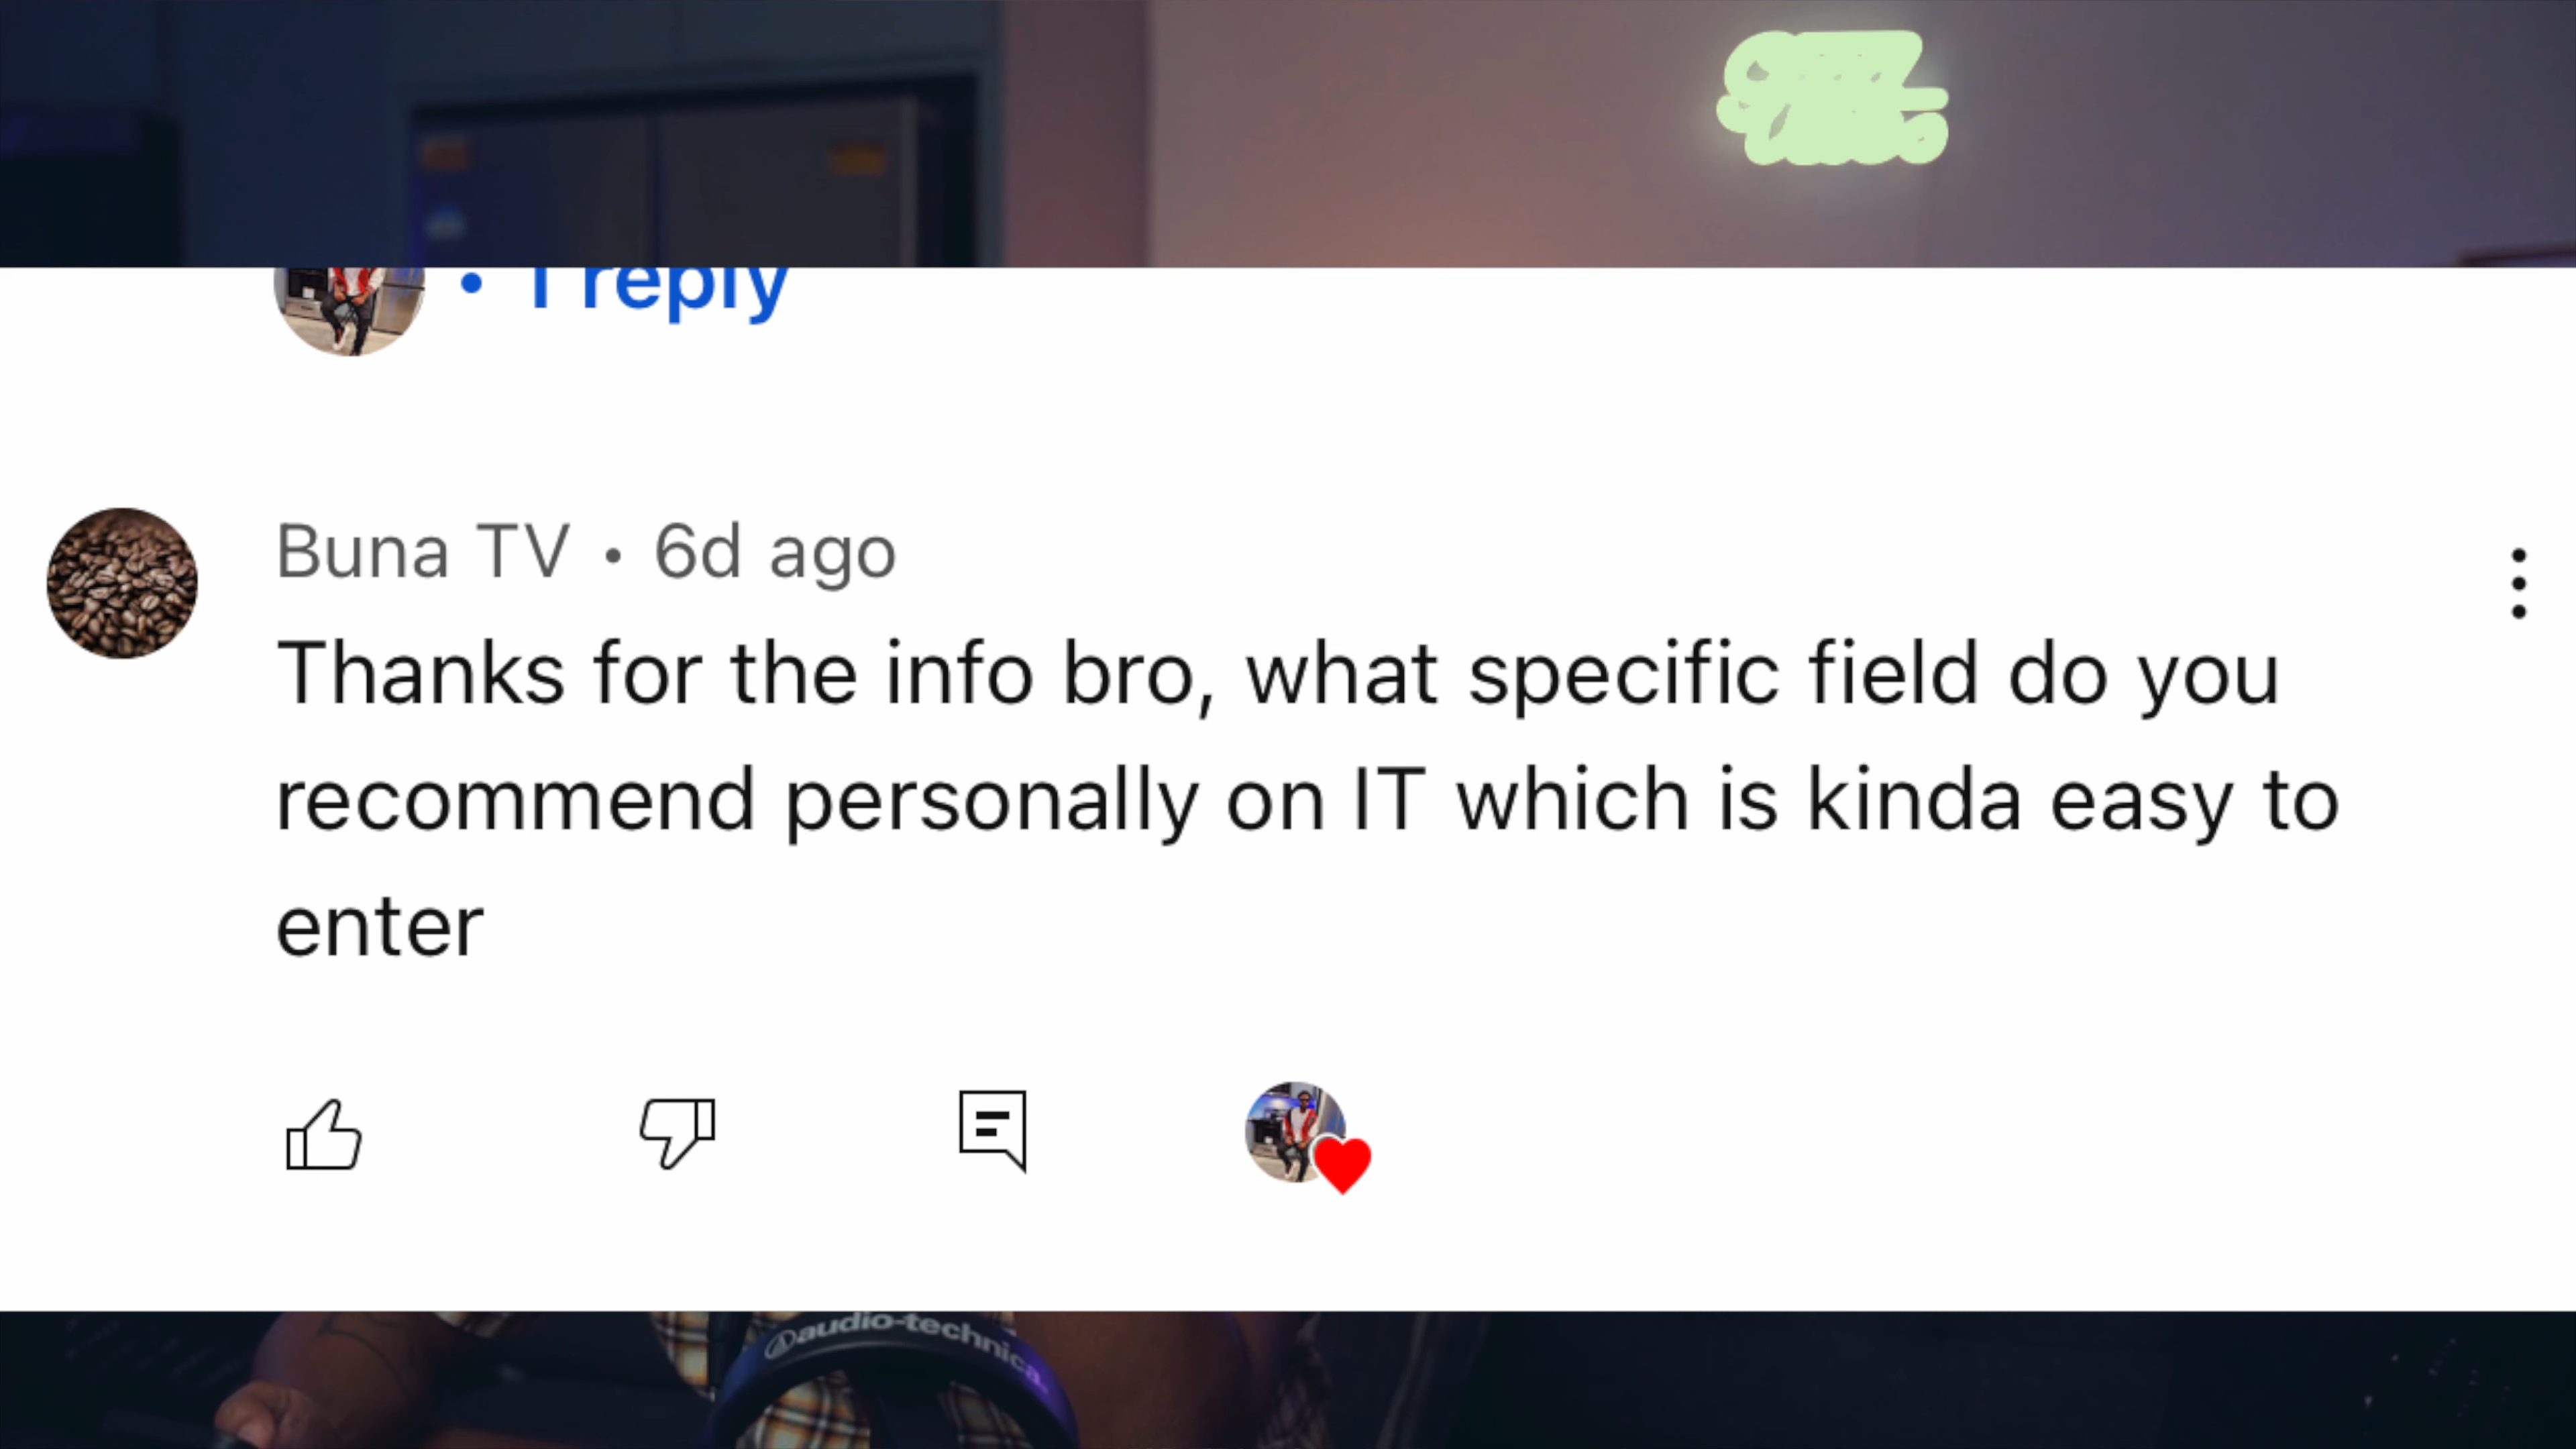 1 reply
Buna TV • 6d ago
Thanks for the info bro, what specific field do you
recommend personally on IT which is kinda easy to
enter
audio-technica